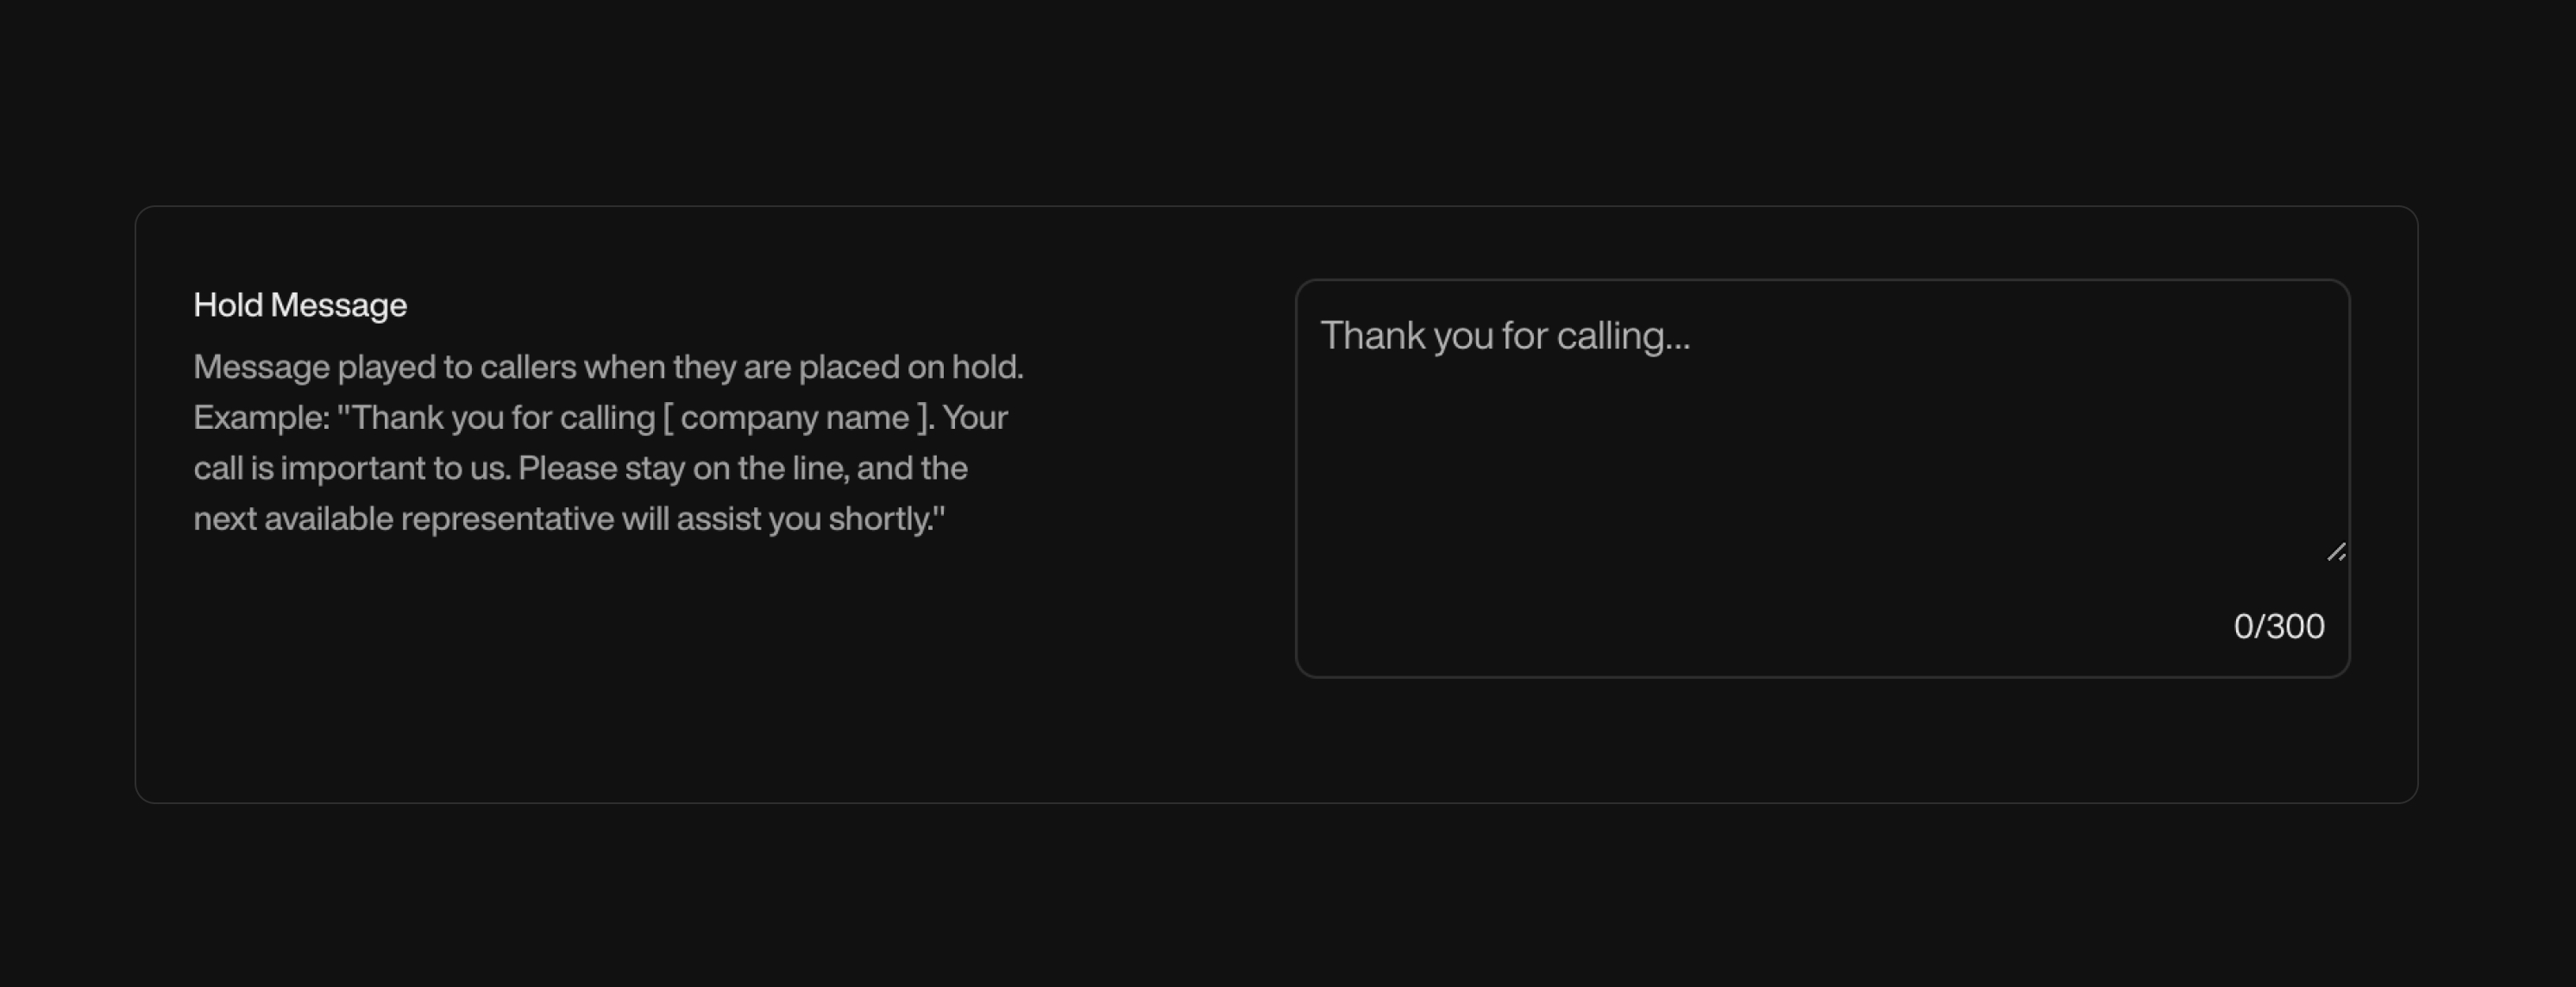 Hold Message
Message played to callers when they are placed on hold.
Example: "Thank you for calling [ company name ]. Your
call is important to us. Please stay on the line, and the
next available representative will assist you shortly."
Thank you for calling...
0/300